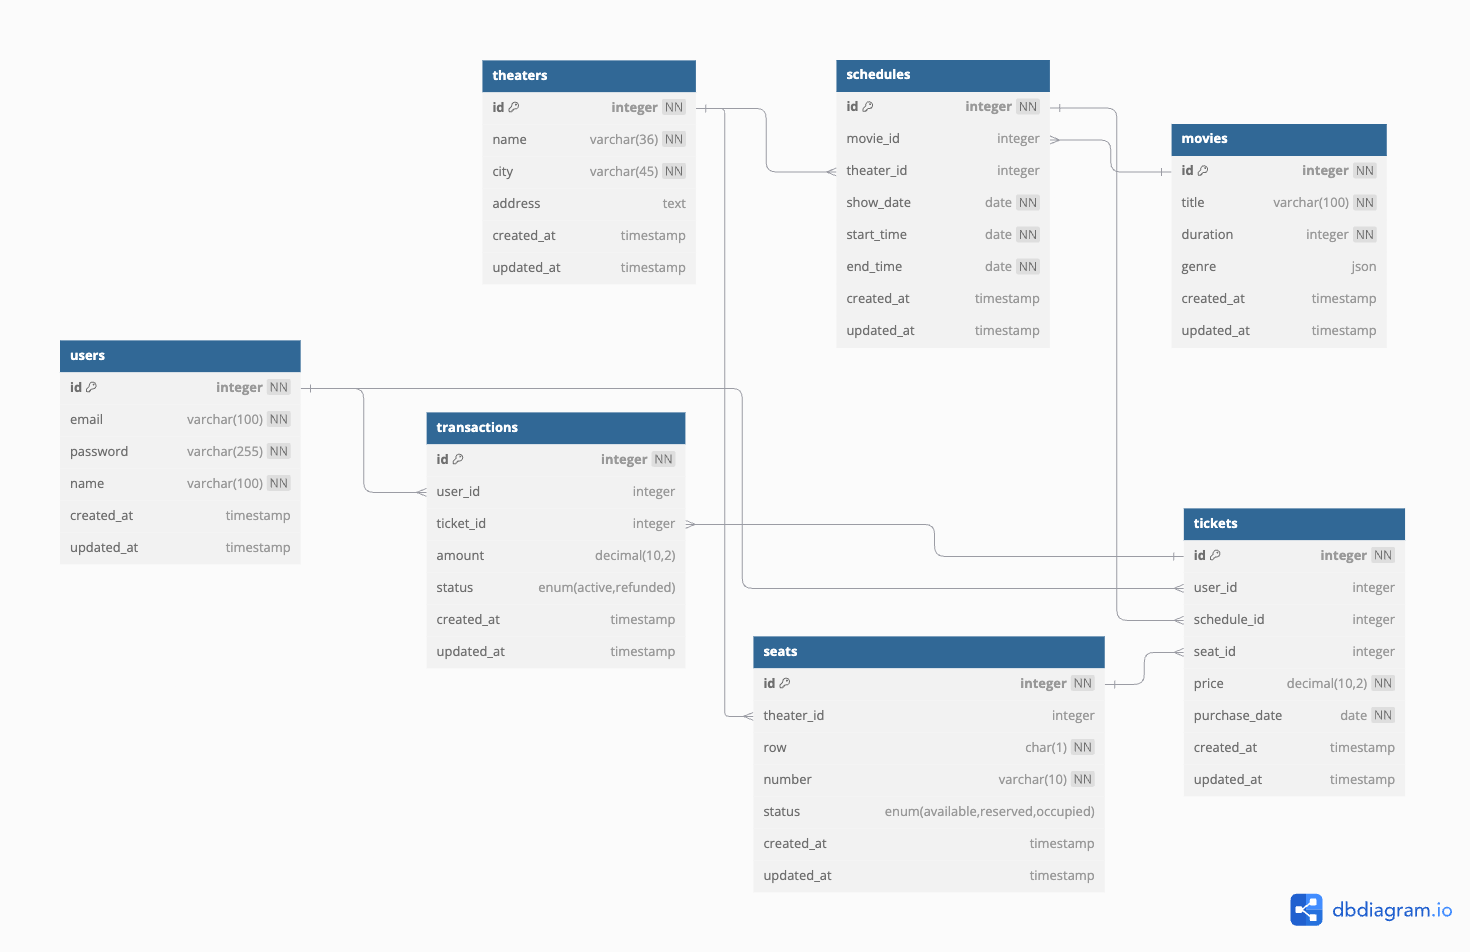 theaters
id integer NN
name varchar(36) NN
city varchar(45) NN
address text
created_at timestamp
updated_at timestamp
schedules
id integer NN
movie_id integer
theater_id integer
show_date date NN
start_time date NN
end_time date NN
created_at timestamp
updated_at timestamp
movies
id integer NN
title varchar(100) NN
duration integer NN
genre json
created_at timestamp
updated_at timestamp
users
id integer NN
email varchar(100) NN
password varchar(255) NN
name varchar(100) NN
created_at timestamp
updated_at timestamp
transactions
id integer NN
user_id integer
ticket_id integer
amount decimal(10,2)
status enum(active,refunded)
created_at timestamp
updated_at timestamp
tickets
id integer NN
user_id integer
schedule_id integer
seat_id integer
price decimal(10,2) NN
purchase_date date NN
created_at timestamp
updated_at timestamp
seats
id integer NN
theater_id integer
row char(1) NN
number varchar(10) NN
status enum(available,reserved,occupied)
created_at timestamp
updated_at timestamp
dbdiagram.io